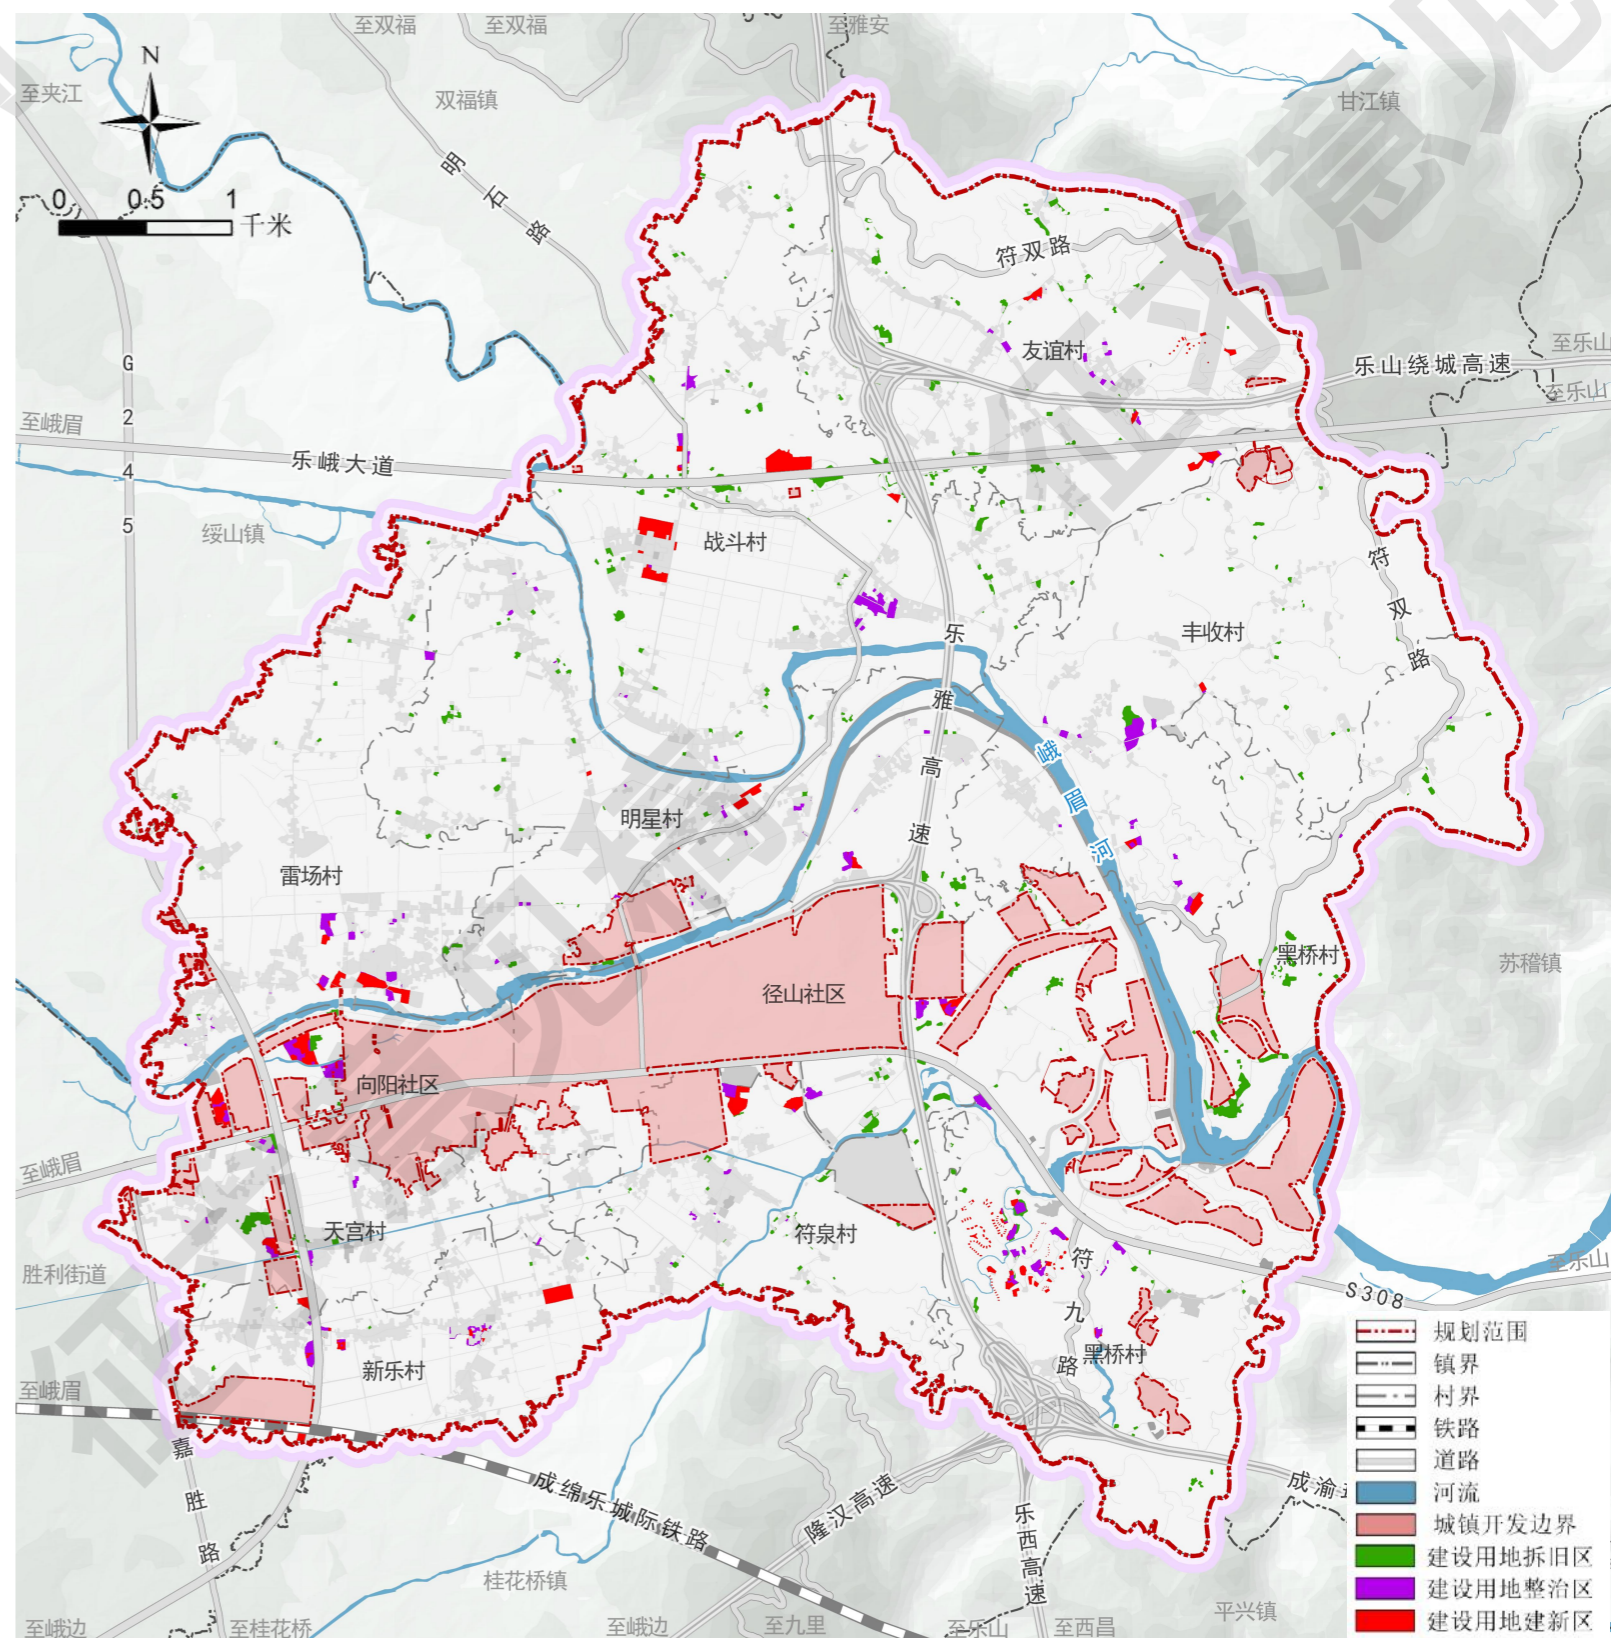 至双福
至双福
至雅安
N
至夹江
双福镇
甘江镇
明石路
0 0.5 1
千米
符双路
友谊村
至乐山
乐山绕城高速
至乐山
G245
至峨眉
乐峨大道
绥山镇
战斗村
符双路
丰收村
乐雅高速
峨眉河
明星村
雷场村
黑桥村
苏稽镇
径山社区
向阳社区
至峨眉
天宫村
符泉村
胜利街道
至乐山
符九路
S308
新乐村
黑桥村
至峨眉
嘉胜路
成绵乐城际铁路
隆汉高速
乐西高速
成渝
桂花桥镇
平兴镇
至峨边
至桂花桥
至峨边
至九里
至乐山
至西昌
规划范围
镇界
村界
铁路
道路
河流
城镇开发边界
建设用地拆旧区
建设用地整治区
建设用地建新区
征求意见稿
征求意见